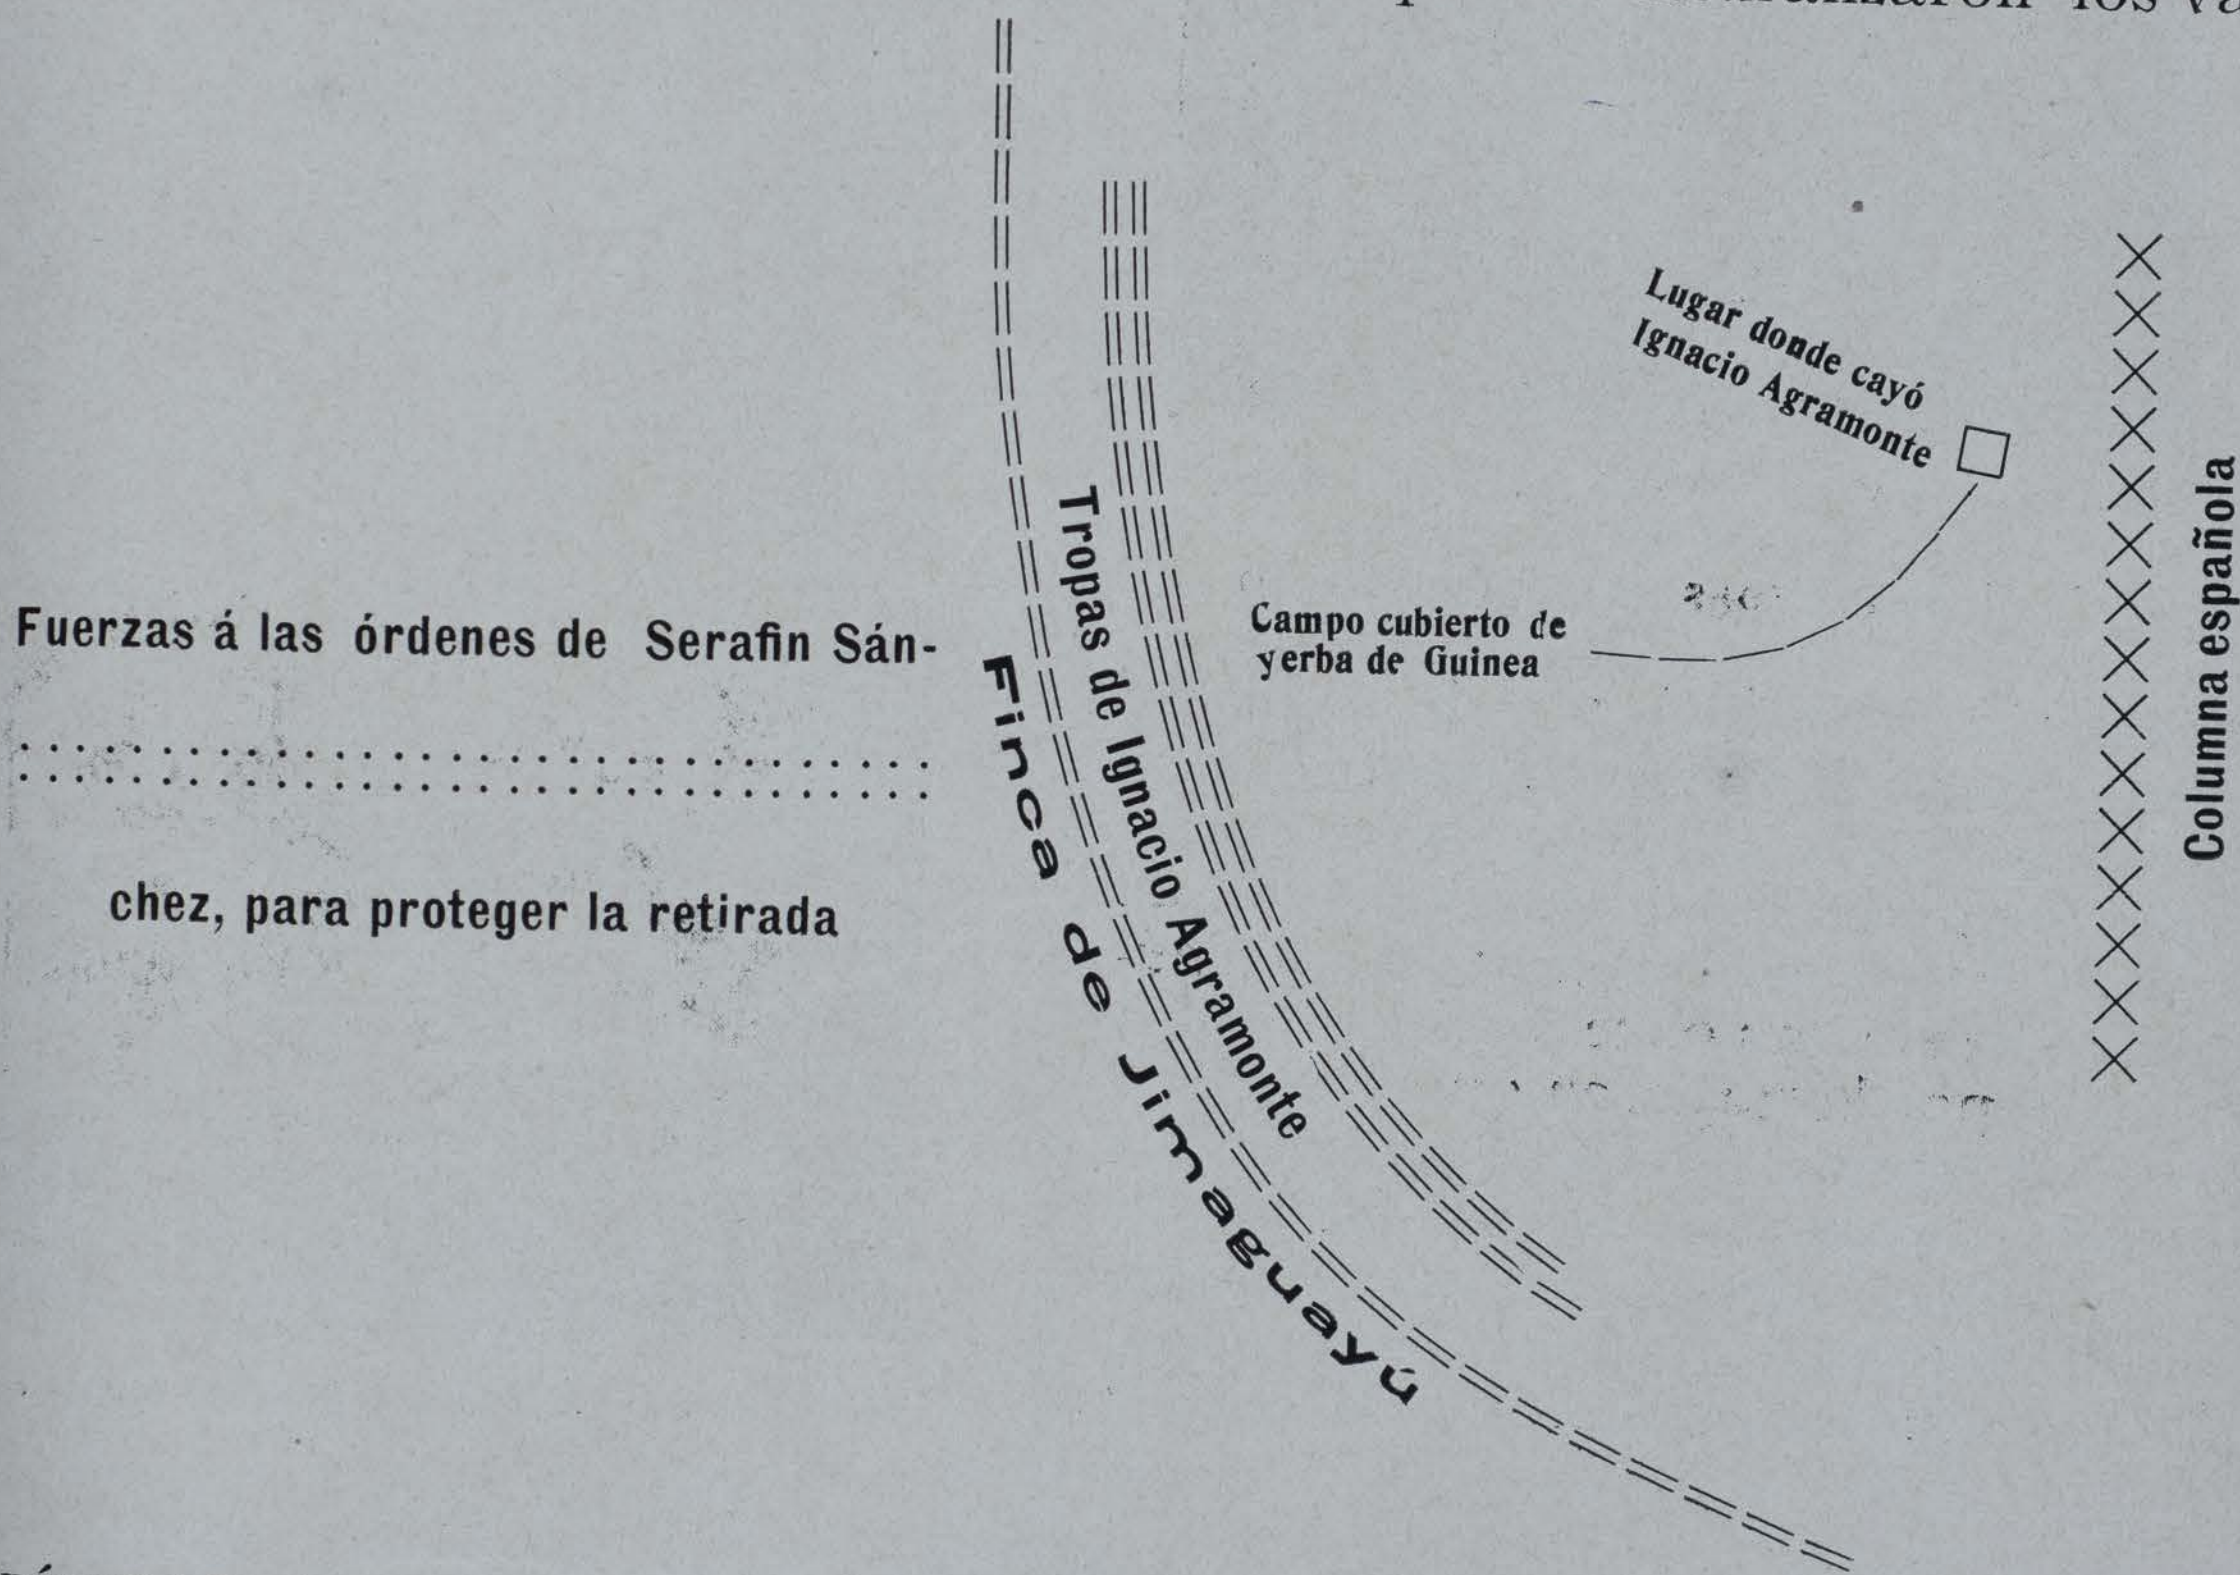 los
Lugar donde cayó
Ignacio Agramonte
Columna española
Tropas de Ignacio Agramonte
Campo cubierto de
yerba de Guinea
Fuerzas á las órdenes de Serafin Sán-
chez, para proteger la retirada
Finca de Jimaguayú